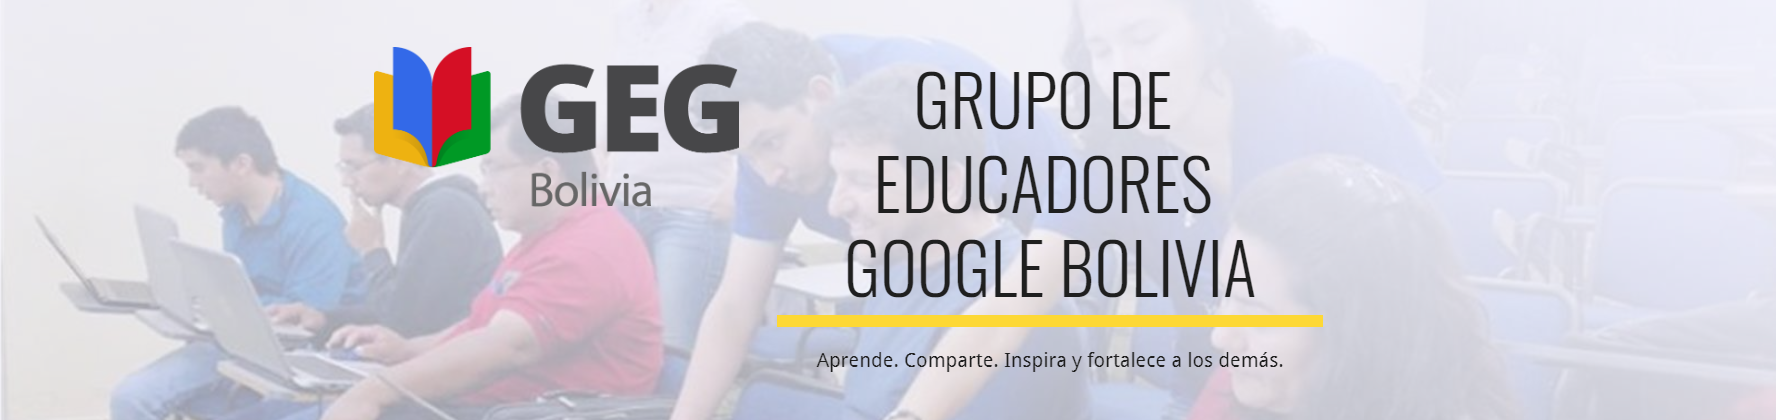 GEG
Bolivia
GRUPO DE
EDUCADORES
GOOGLE BOLIVIA
Aprende. Comparte. Inspira y fortalece a los demás.